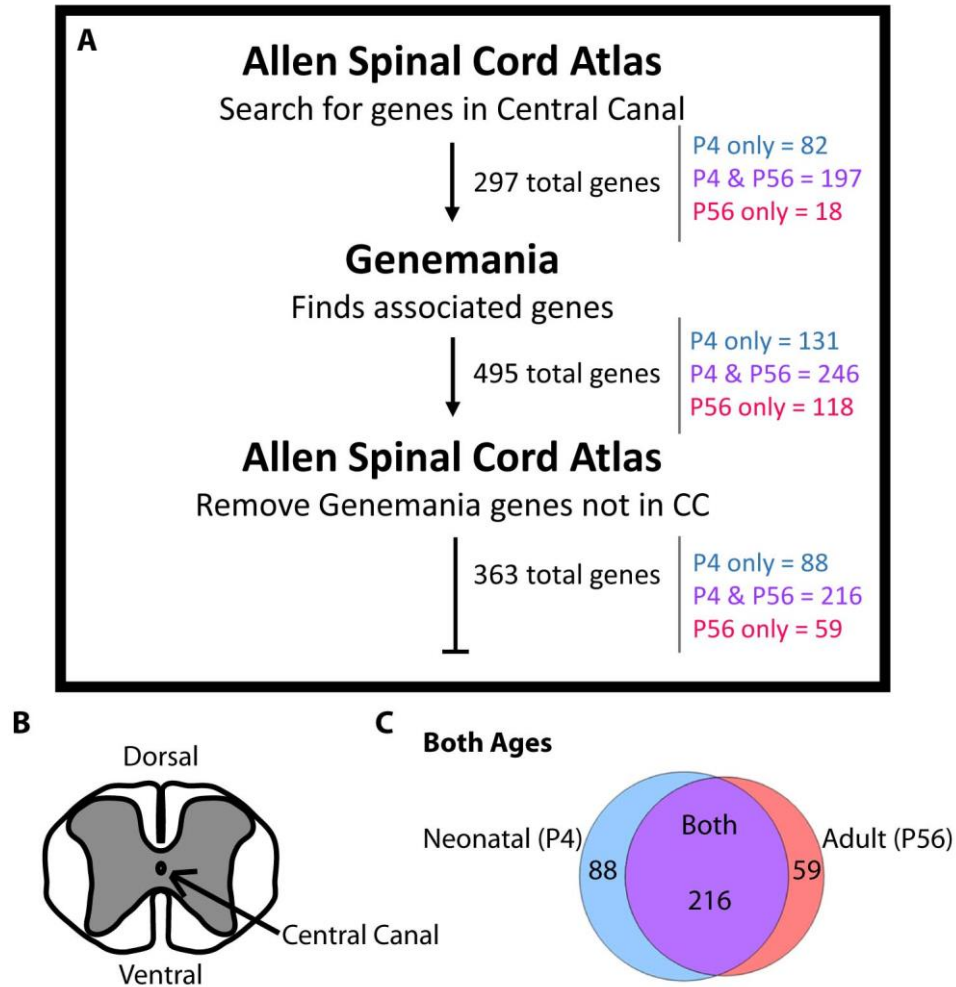 A
Allen Spinal Cord Atlas
Search for genes in Central Canal
297 total genes
P4 only = 82
P4 & P56 = 197
P56 only = 18
Genemania
Finds associated genes
495 total genes
P4 only = 131
P4 & P56 = 246
P56 only = 118
Allen Spinal Cord Atlas
Remove Genemania genes not in CC
363 total genes
P4 only = 88
P4 & P56 = 216
P56 only = 59
B
Dorsal
Central Canal
Ventral
C
Both Ages
Neonatal (P4)
Both
Adult (P56)
88
216
59